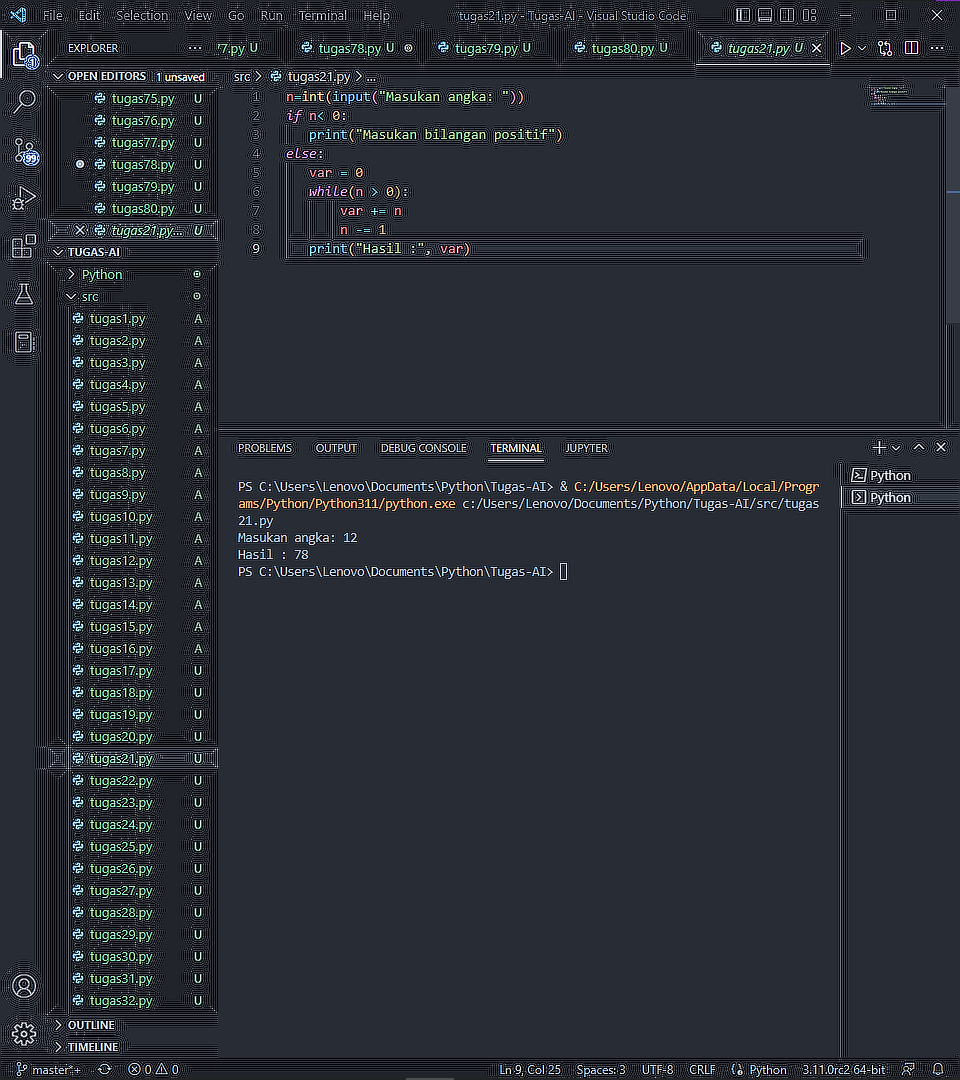 File Edit Selection View Go Run Terminal Help tugas21.py - Tugas-AI - Visual Studio Code
EXPLORER ... 77.py U tugas78.py U tugas79.py U tugas80.py U tugas21.py U
OPEN EDITORS 1 unsaved
tugas75.py U
tugas76.py U
tugas77.py U
tugas78.py U
tugas79.py U
tugas80.py U
tugas21.py... U
TUGAS-AI
Python
src
tugas1.py A
tugas2.py A
tugas3.py A
tugas4.py A
tugas5.py A
tugas6.py A
tugas7.py A
tugas8.py A
tugas9.py A
tugas10.py A
tugas11.py A
tugas12.py A
tugas13.py A
tugas14.py A
tugas15.py A
tugas16.py A
tugas17.py U
tugas18.py U
tugas19.py U
tugas20.py U
tugas21.py U
tugas22.py U
tugas23.py U
tugas24.py U
tugas25.py U
tugas26.py U
tugas27.py U
tugas28.py U
tugas29.py U
tugas30.py U
tugas31.py U
tugas32.py U
OUTLINE
TIMELINE
99
1
src > tugas21.py > ...
1 n=int(input("Masukan angka: "))
2 if n< 0:
3 print("Masukan bilangan positif")
4 else:
5 var = 0
6 while(n > 0):
7 var += n
8 n -= 1
9 print("Hasil :", var)
PROBLEMS OUTPUT DEBUG CONSOLE TERMINAL JUPYTER
PS C:\Users\Lenovo\Documents\Python\Tugas-AI> & C:/Users/Lenovo/AppData/Local/Progr
ams/Python/Python311/python.exe c:/Users/Lenovo/Documents/Python/Tugas-AI/src/tugas
21.py
Masukan angka: 12
Hasil : 78
PS C:\Users\Lenovo\Documents\Python\Tugas-AI>
Python
Python
master*+ 0 0 Ln 9, Col 25 Spaces: 3 UTF-8 CRLF Python 3.11.0rc2 64-bit